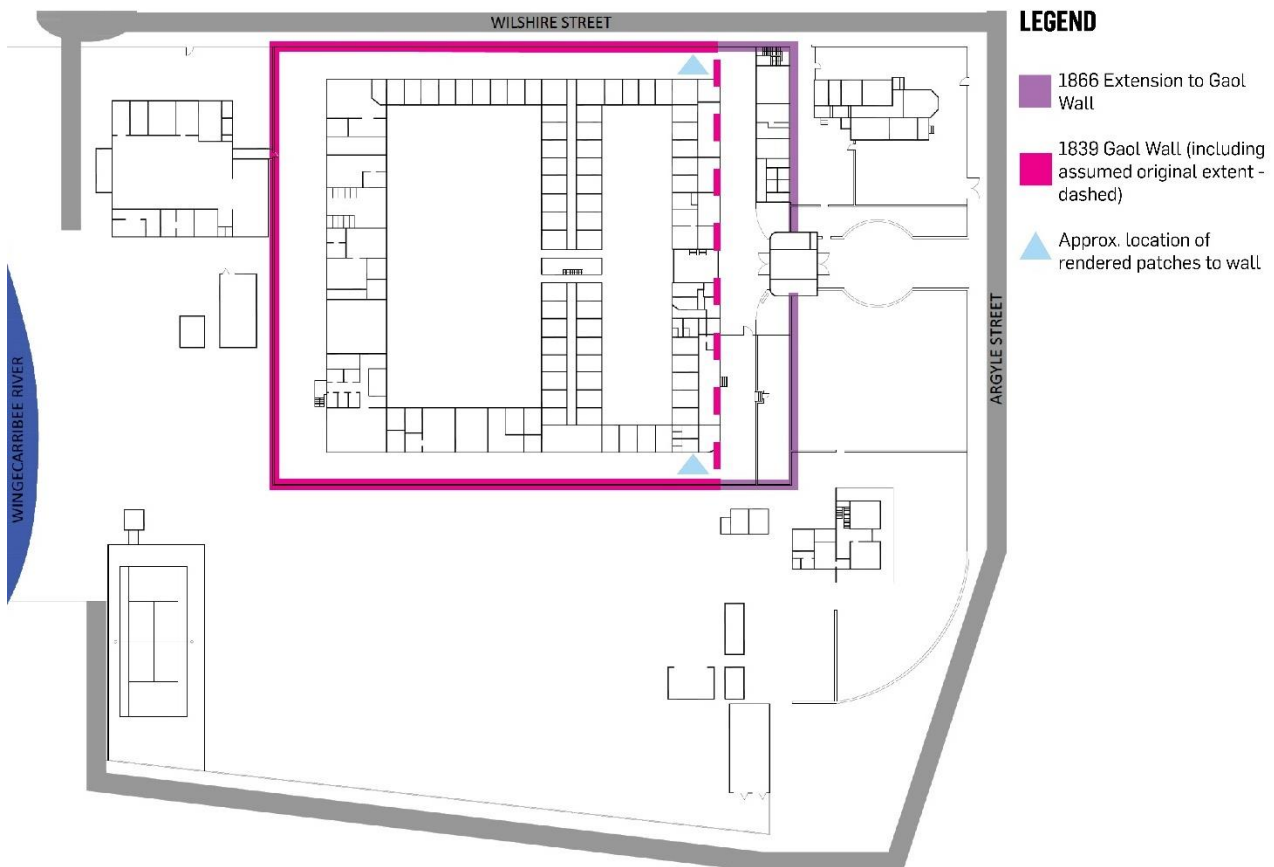 WILSHIRE STREET
LEGEND
1866 Extension to Gaol
Wall
1839 Gaol Wall (including
assumed original extent -
dashed)
Approx. location of
rendered patches to wall
ARGYLE STREET
WINGECARRIBEE RIVER